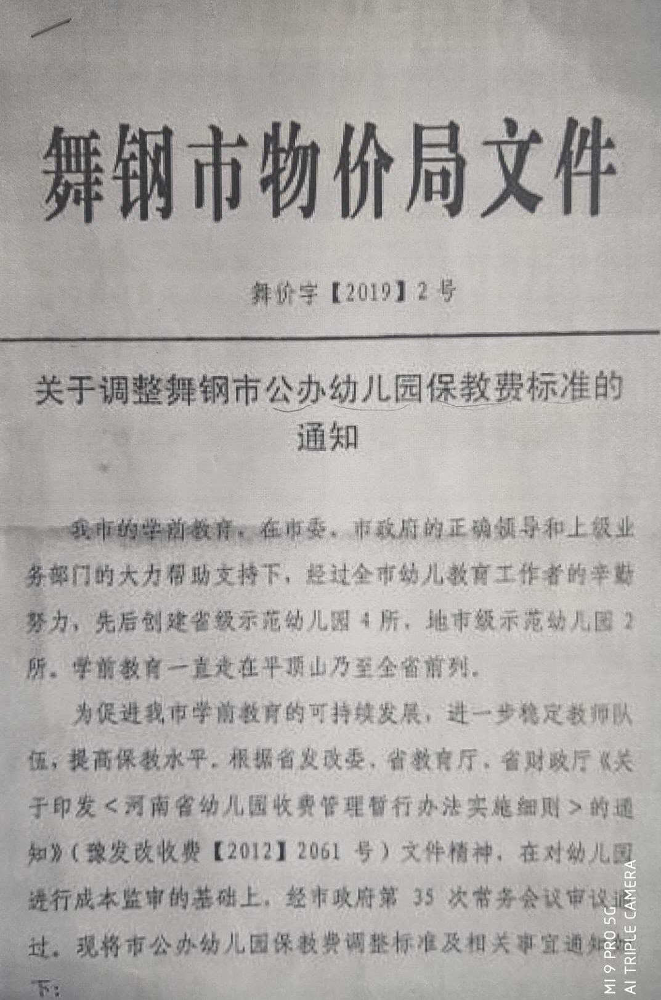 舞钢市物价局文件
舞价字【2019】2号
关于调整舞钢市公办幼儿园保教费标准的
通知
我市的学前教育，在市委、市政府的正确领导和上级业
务部门的大力帮助支持下，经过全市幼儿教育工作者的辛勤
努力，先后创建省级示范幼儿园 4 所，地市级示范幼儿园 2
所。学前教育一直走在平顶山乃至全省前列。
为促进我市学前教育的可持续发展，进一步稳定教师队
伍，提高保教水平。根据省发改委、省教育厅、省财政厅《关
于印发<河南省幼儿园收费管理暂行办法实施细则>的通
知》（豫发改收费【2012】2061 号）文件精神，在对幼儿园
进行成本监审的基础上，经市政府第 35 次常务会议审议通
过。现将市公办幼儿园保教费调整标准及相关事宜通知如
下：
MI 9 PRO 5G
AI TRIPLE CAMERA